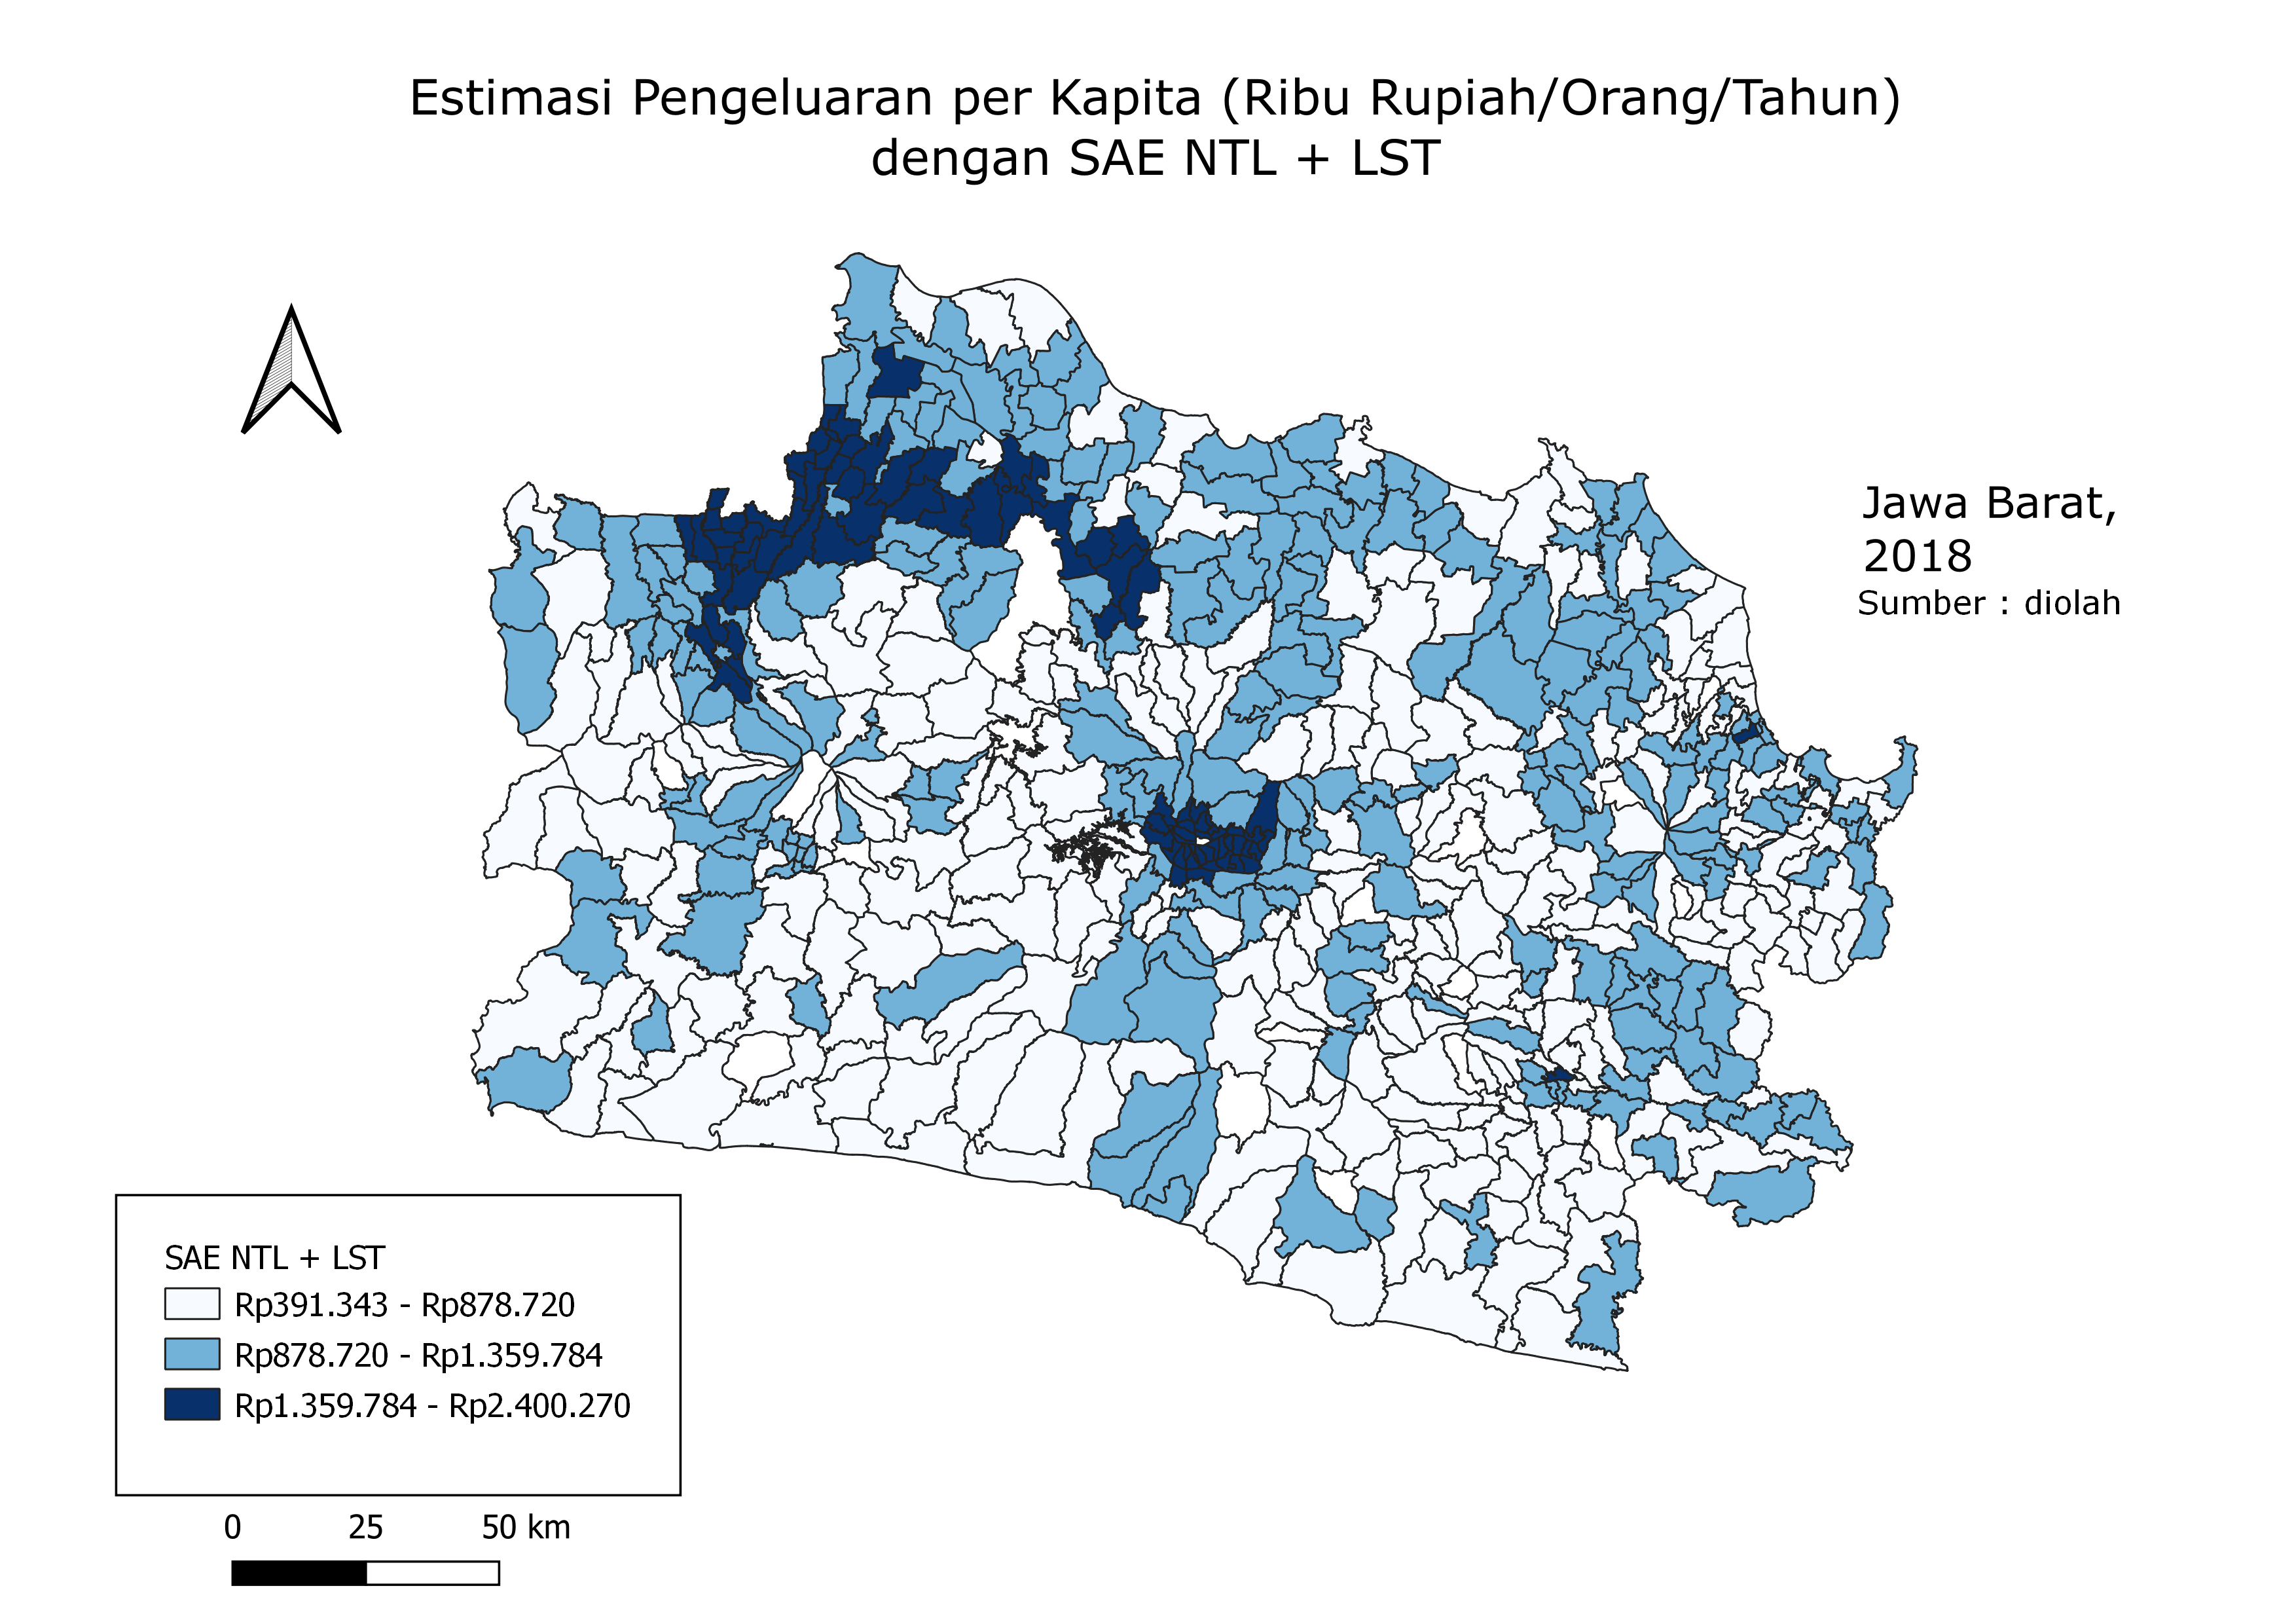 Estimasi Pengeluaran per Kapita (Ribu Rupiah/Orang/Tahun)
dengan SAE NTL + LST
Jawa Barat,
2018
Sumber : diolah
SAE NTL + LST
Rp391.343 - Rp878.720
Rp878.720 - Rp1.359.784
Rp1.359.784 - Rp2.400.270
0 25 50 km